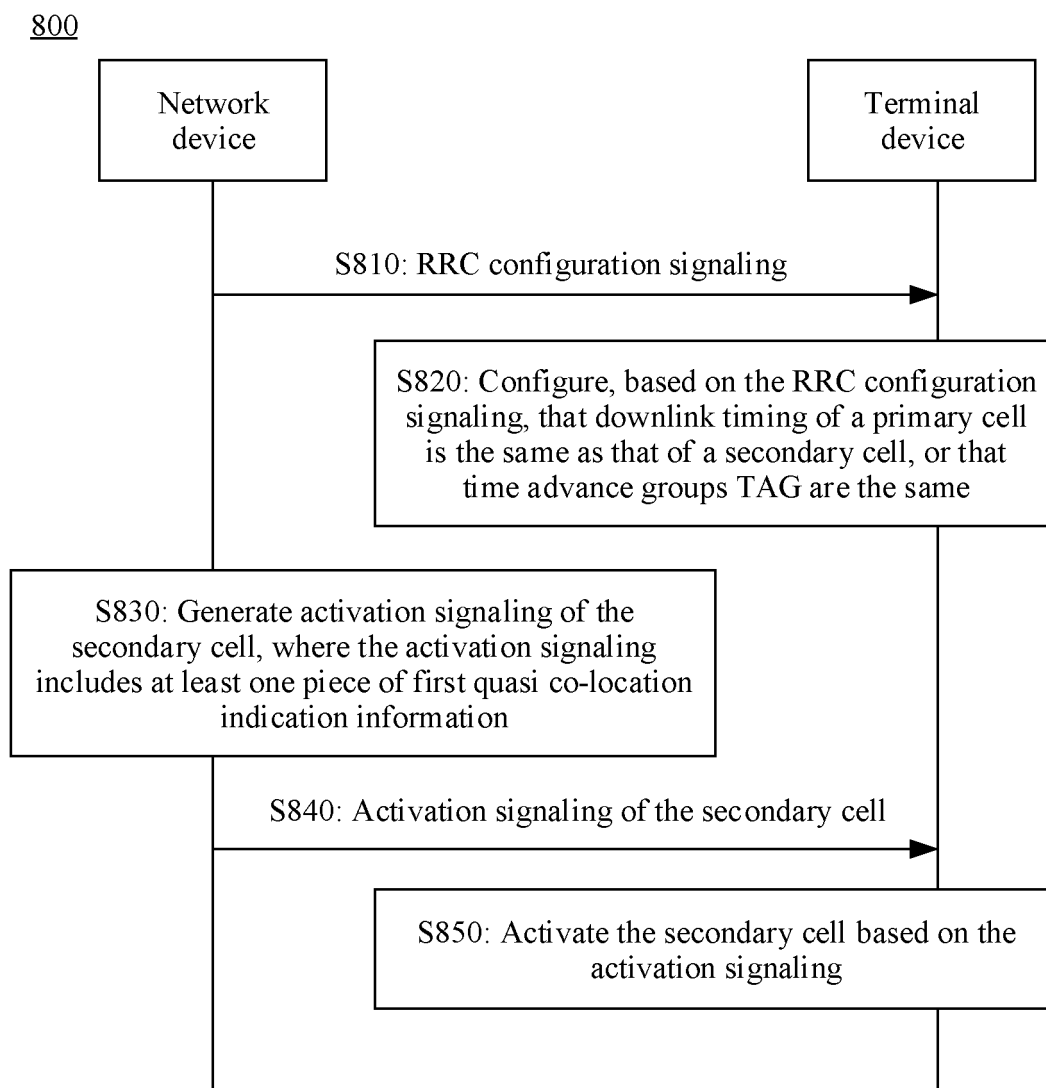 800
Network
device
Terminal
device
S810: RRC configuration signaling
S820: Configure, based on the RRC configuration
signaling, that downlink timing of a primary cell
is the same as that of a secondary cell, or that
time advance groups TAG are the same
S830: Generate activation signaling of the
secondary cell, where the activation signaling
includes at least one piece of first quasi co-location
indication information
S840: Activation signaling of the secondary cell
S850: Activate the secondary cell based on the
activation signaling